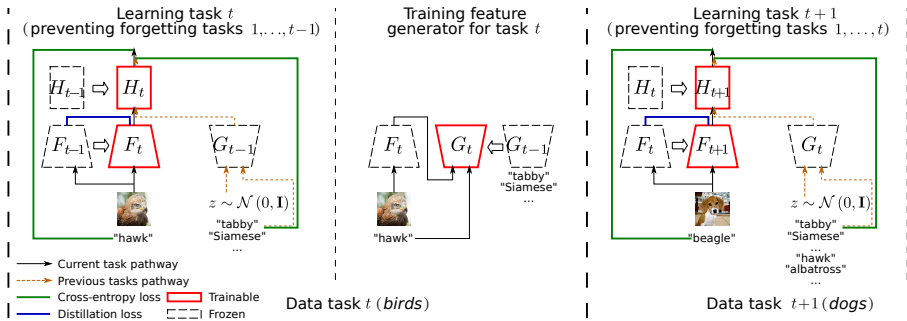 Learning task t
(preventing forgetting tasks 1,...,t−1)
H_{t−1}
H_t
F_{t−1}
F_t
G_{t−1}
z ∼ 𝒩(0, I)
"tabby"
"Siamese"
...
"hawk"
Training feature
generator for task t
F_t
G_t
G_{t−1}
"tabby"
"Siamese"
...
"hawk"
Learning task t+1
(preventing forgetting tasks 1,...,t)
H_t
H_{t+1}
F_t
F_{t+1}
G_t
z ∼ 𝒩(0, I)
"tabby"
"Siamese"
...
"hawk"
"albatross"
...
"beagle"
Current task pathway
Previous tasks pathway
Cross-entropy loss
Trainable
Distillation loss
Frozen
Data task t (birds)
Data task t+1 (dogs)